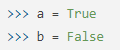 >>> a = True
>>> b = False